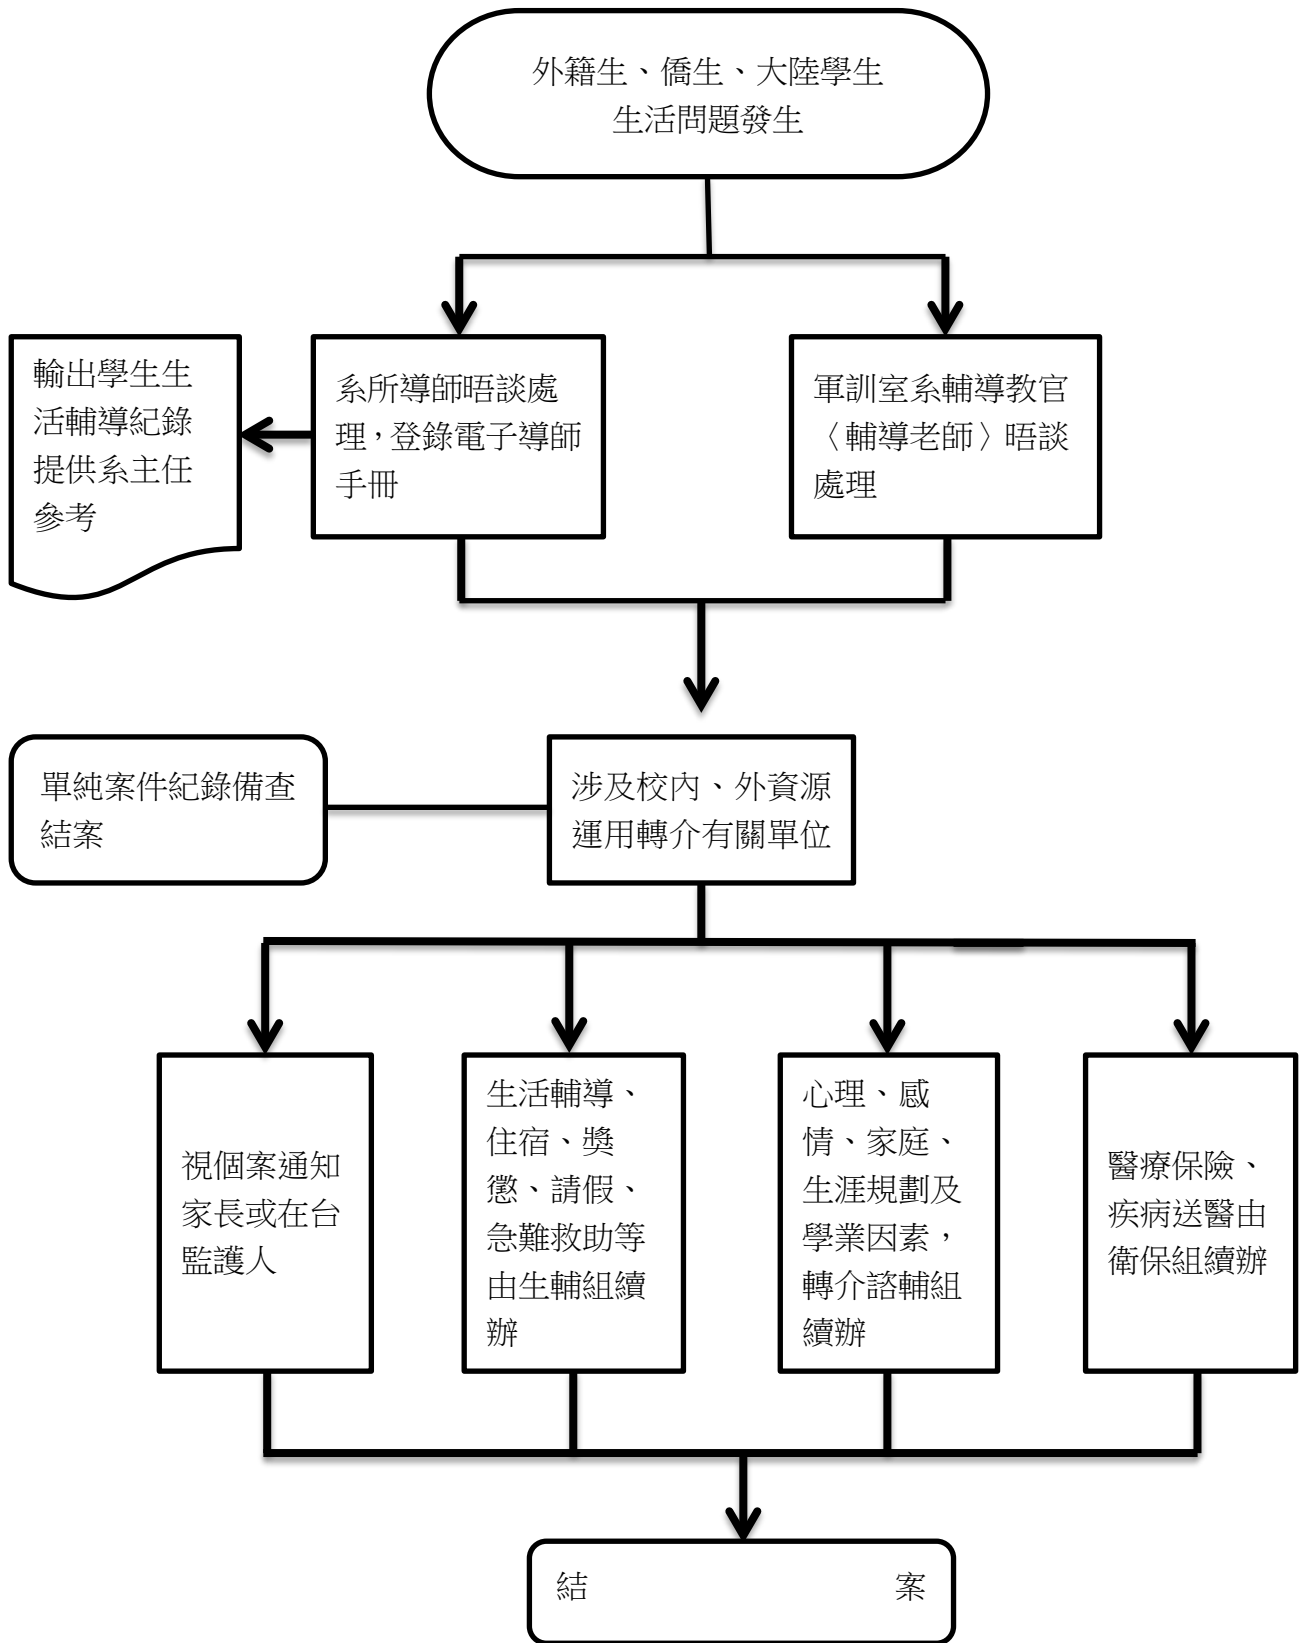 外籍生、僑生、大陸學生
生活問題發生
輸出學生生
活輔導紀錄
提供系主任
參考
系所導師晤談處
理，登錄電子導師
手冊
軍訓室系輔導教官
〈輔導老師〉晤談
處理
單純案件紀錄備查
結案
涉及校內、外資源
運用轉介有關單位
視個案通知
家長或在台
監護人
生活輔導、
住宿、獎
懲、請假、
急難救助等
由生輔組續
辦
心理、感
情、家庭、
生涯規劃及
學業因素，
轉介諮輔組
續辦
醫療保險、
疾病送醫由
衛保組續辦
結 案